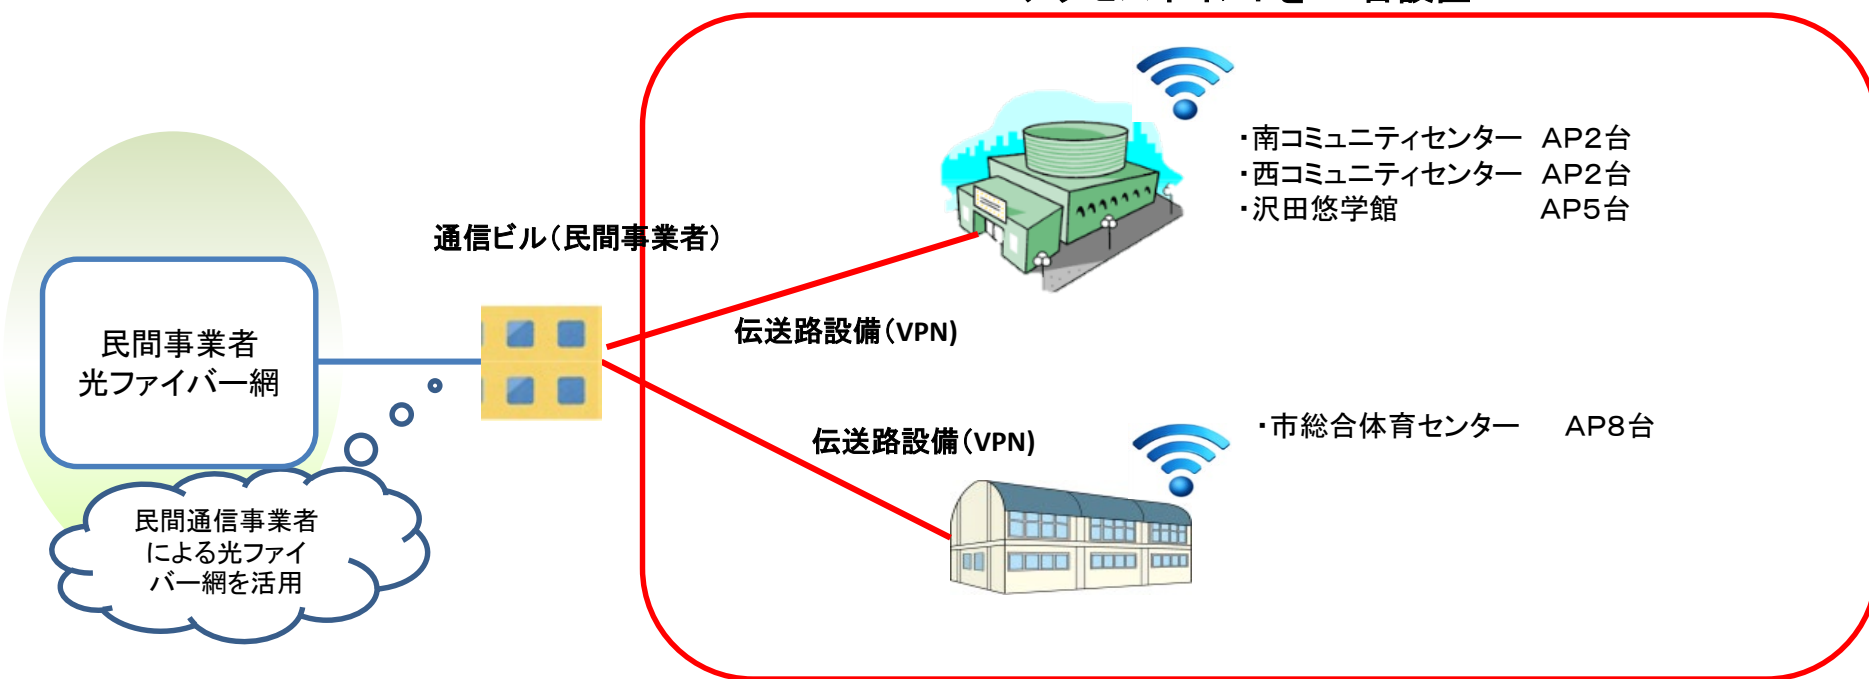 ・南コミュニティセンター　AP2台
・西コミュニティセンター　AP2台
・沢田悠学館　AP5台
通信ビル（民間事業者）
伝送路設備（VPN)
民間事業者
光ファイバー網
・市総合体育センター　AP8台
伝送路設備（VPN)
民間通信事業者
による光ファイ
バー網を活用